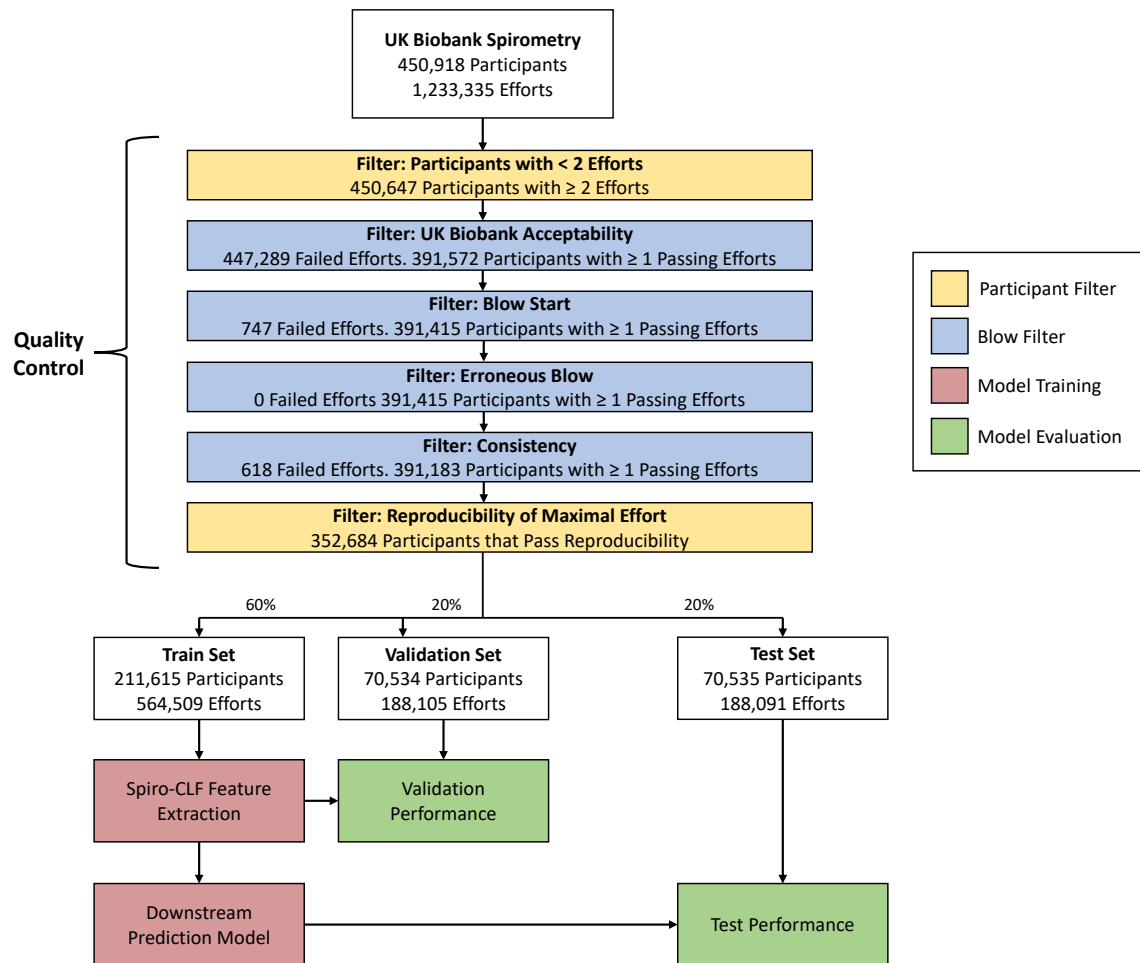 UK Biobank Spirometry
450,918 Participants
1,233,335 Efforts
Filter: Participants with < 2 Efforts
450,647 Participants with ≥ 2 Efforts
Filter: UK Biobank Acceptability
447,289 Failed Efforts. 391,572 Participants with ≥ 1 Passing Efforts
Filter: Blow Start
747 Failed Efforts. 391,415 Participants with ≥ 1 Passing Efforts
Filter: Erroneous Blow
0 Failed Efforts 391,415 Participants with ≥ 1 Passing Efforts
Filter: Consistency
618 Failed Efforts. 391,183 Participants with ≥ 1 Passing Efforts
Filter: Reproducibility of Maximal Effort
352,684 Participants that Pass Reproducibility
Quality
Control
Participant Filter
Blow Filter
Model Training
Model Evaluation
60%
20%
20%
Train Set
211,615 Participants
564,509 Efforts
Validation Set
70,534 Participants
188,105 Efforts
Test Set
70,535 Participants
188,091 Efforts
Spiro-CLF Feature
Extraction
Validation
Performance
Downstream
Prediction Model
Test Performance